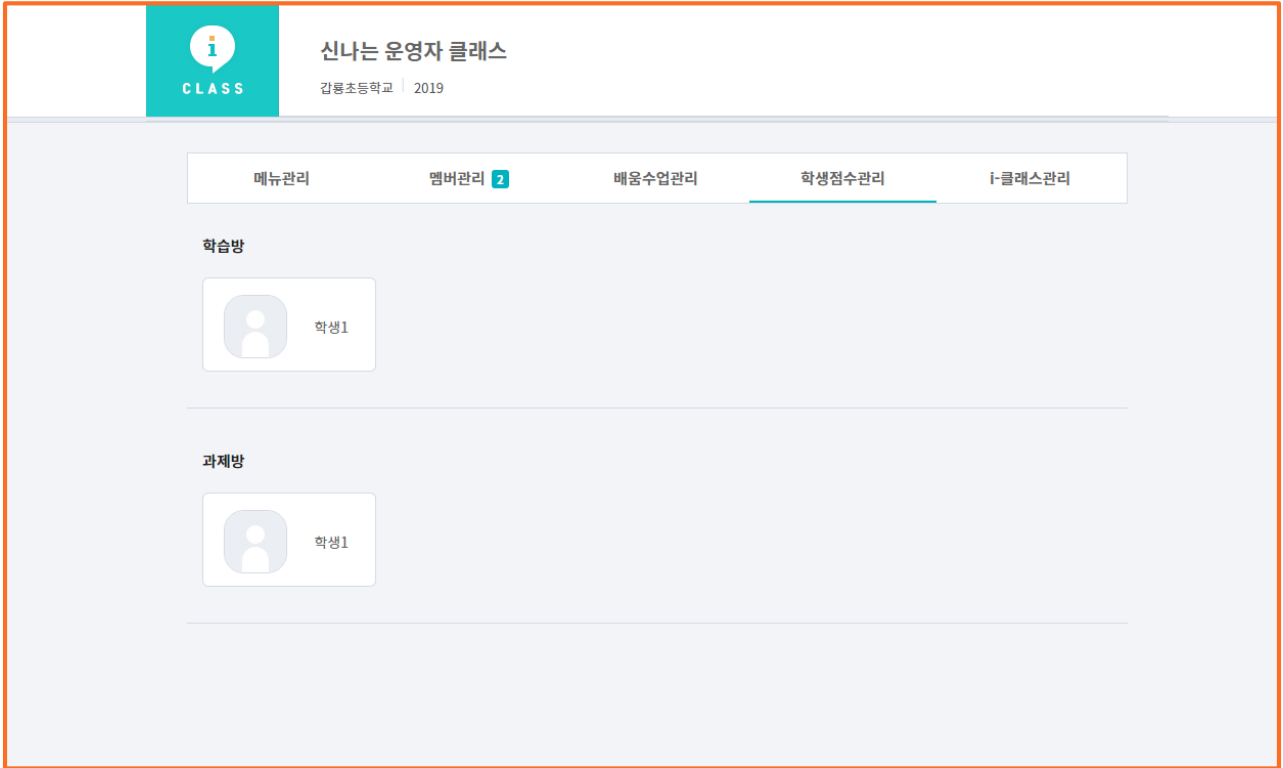 i
CLASS
신나는 운영자 클래스
갑룡초등학교 2019
메뉴관리 멤버관리 2 배움수업관리 학생점수관리 i-클래스관리
학습방
학생1
과제방
학생1